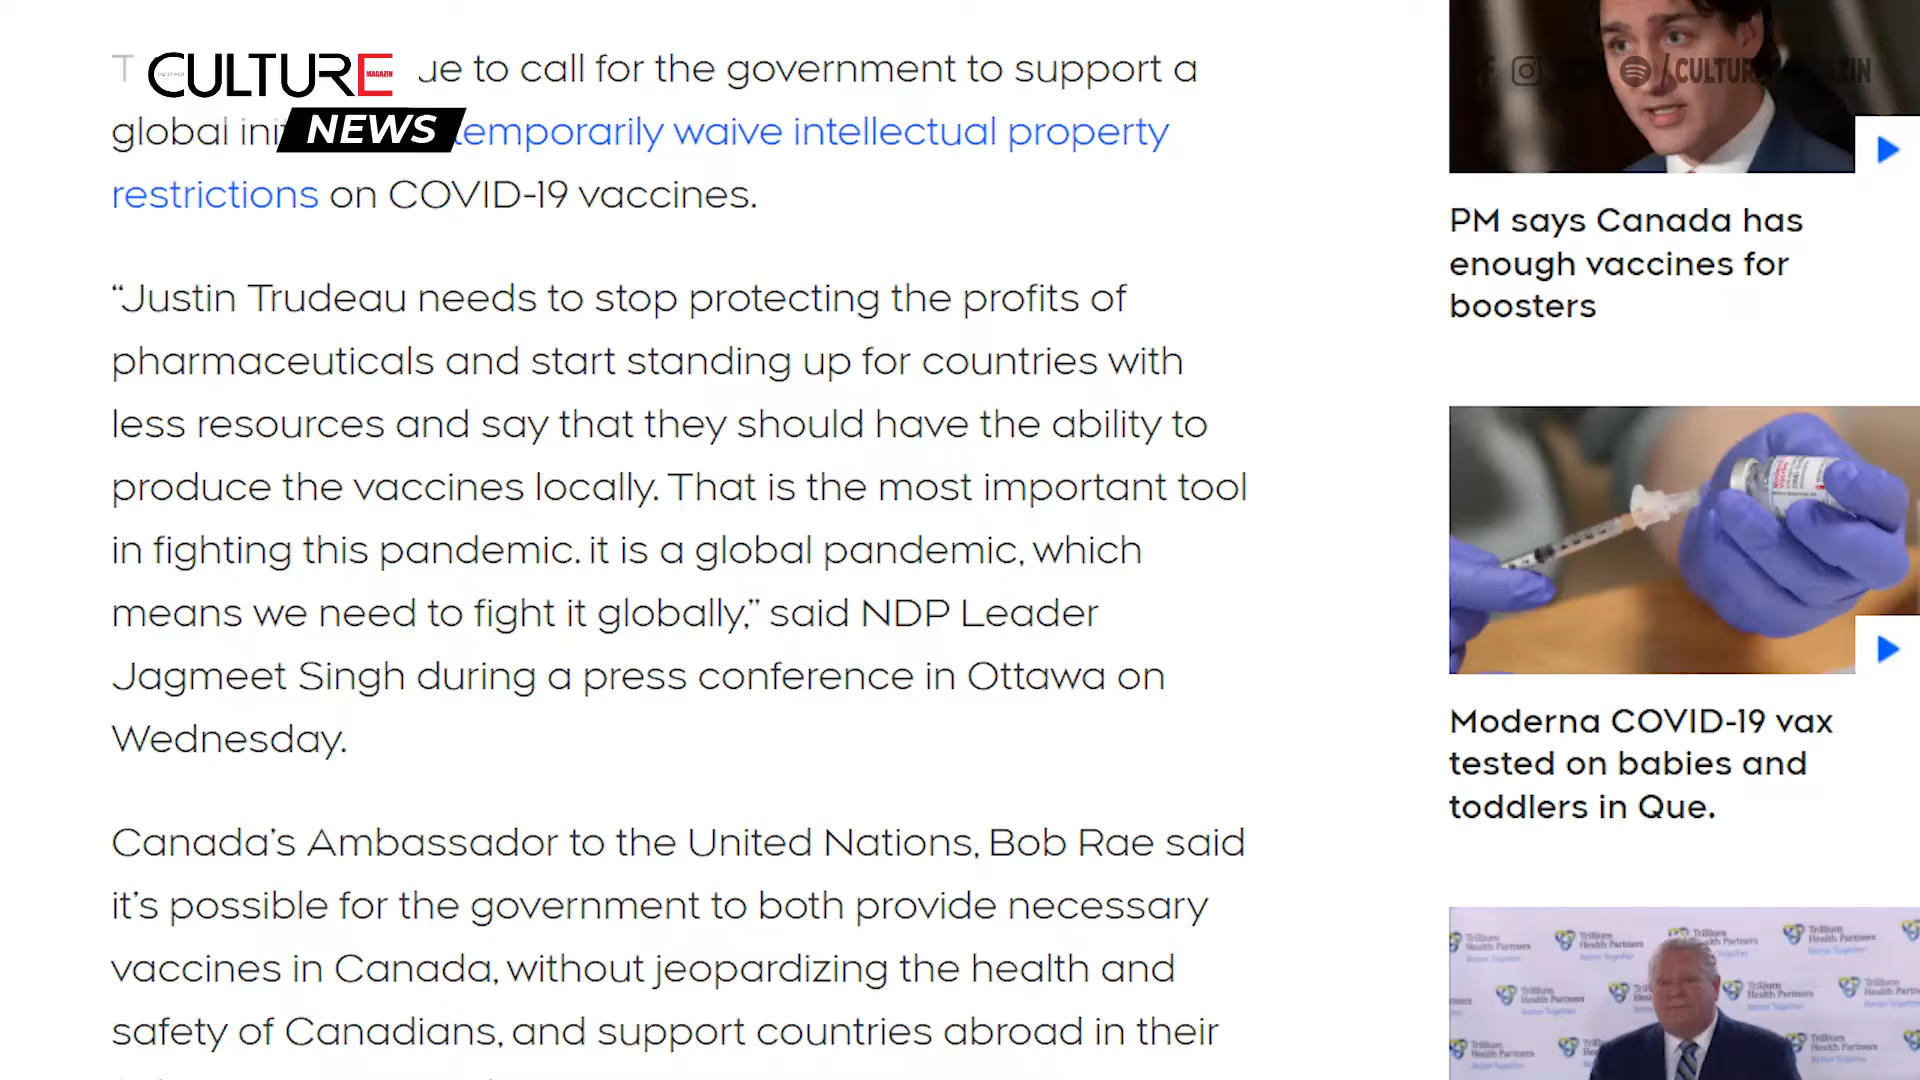 CULTURE
MAGAZIN
NEWS
T ue to call for the government to support a
global ini temporarily waive intellectual property
restrictions on COVID-19 vaccines.
“Justin Trudeau needs to stop protecting the profits of
pharmaceuticals and start standing up for countries with
less resources and say that they should have the ability to
produce the vaccines locally. That is the most important tool
in fighting this pandemic. it is a global pandemic, which
means we need to fight it globally,” said NDP Leader
Jagmeet Singh during a press conference in Ottawa on
Wednesday.
Canada’s Ambassador to the United Nations, Bob Rae said
it’s possible for the government to both provide necessary
vaccines in Canada, without jeopardizing the health and
safety of Canadians, and support countries abroad in their
/CULTUREMAGAZIN
PM says Canada has
enough vaccines for
boosters
Moderna COVID-19 vax
tested on babies and
toddlers in Que.
Trillium
Health Partners
Better Together